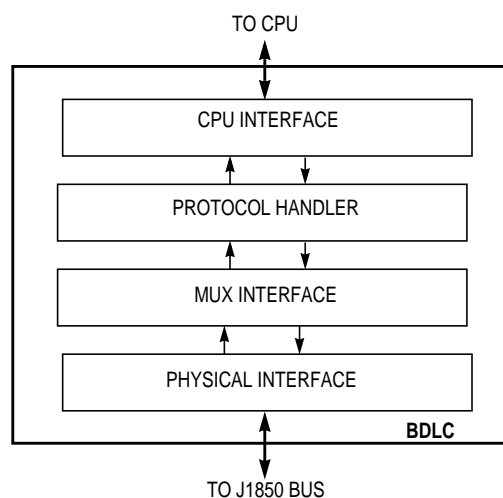 TO CPU
CPU INTERFACE
PROTOCOL HANDLER
MUX INTERFACE
PHYSICAL INTERFACE
BDLC
TO J1850 BUS